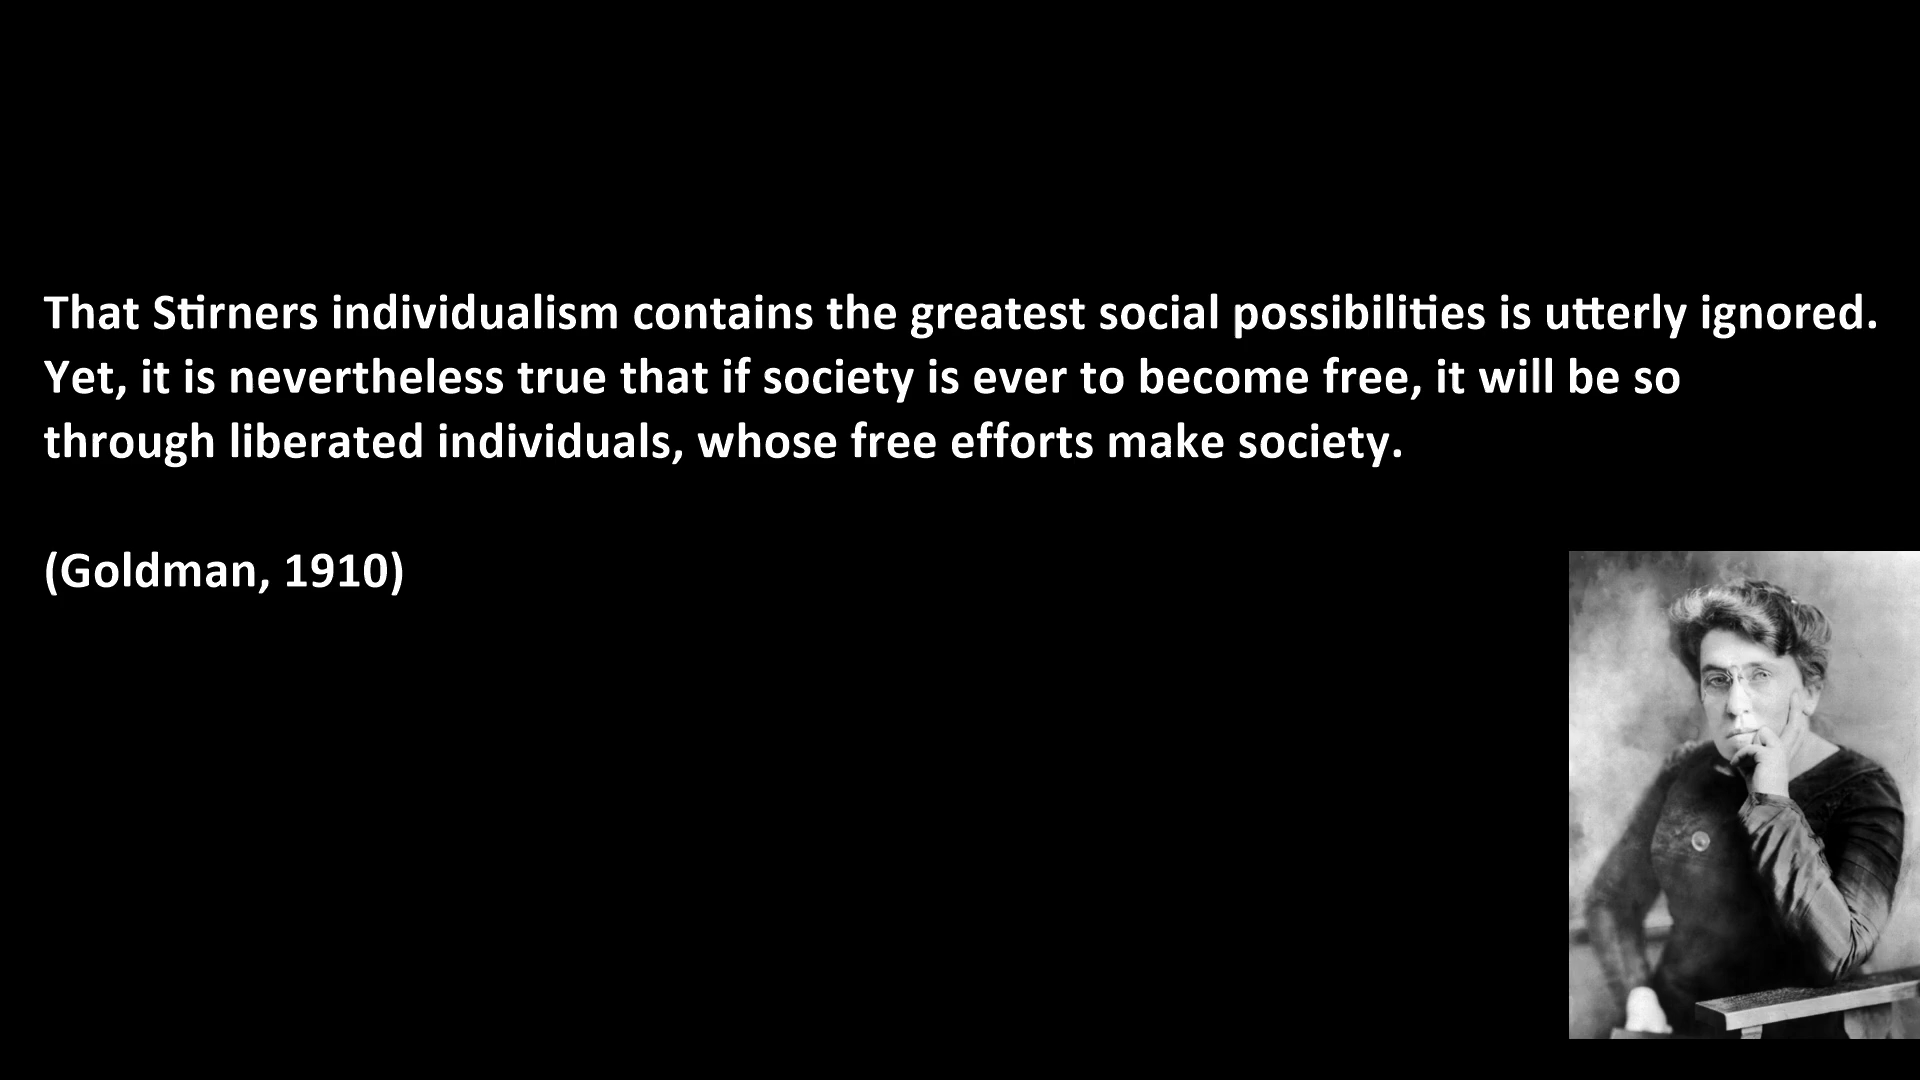 That Stirners individualism contains the greatest social possibilities is utterly ignored.
Yet, it is nevertheless true that if society is ever to become free, it will be so
through liberated individuals, whose free efforts make society.
(Goldman, 1910)